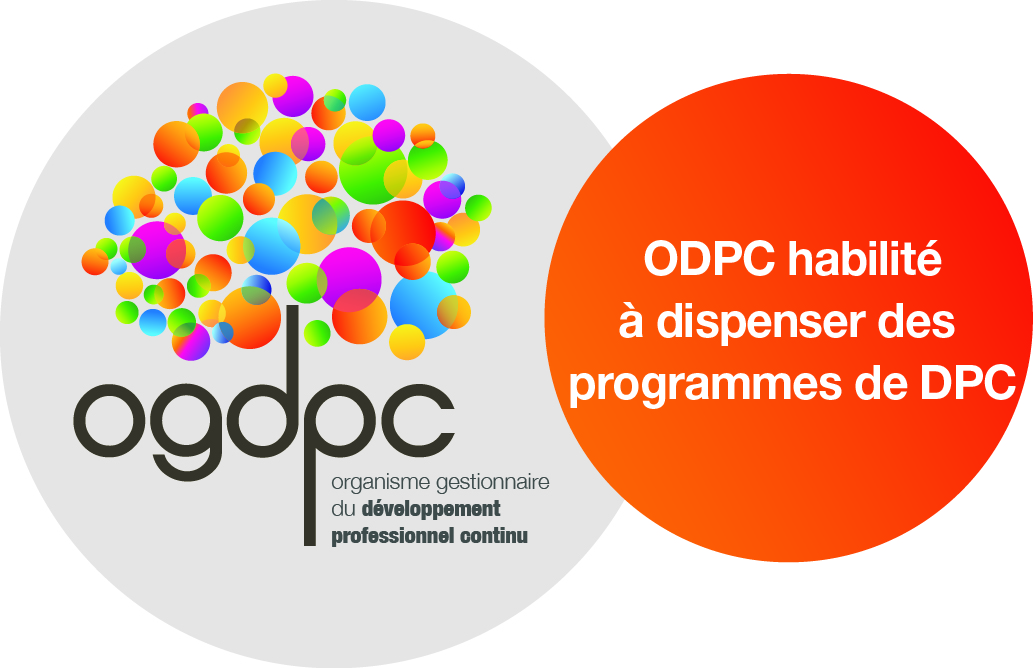 ogdpc
organisme gestionnaire
du développement
professionnel continu
ODPC habilité
à dispenser des
programmes de DPC